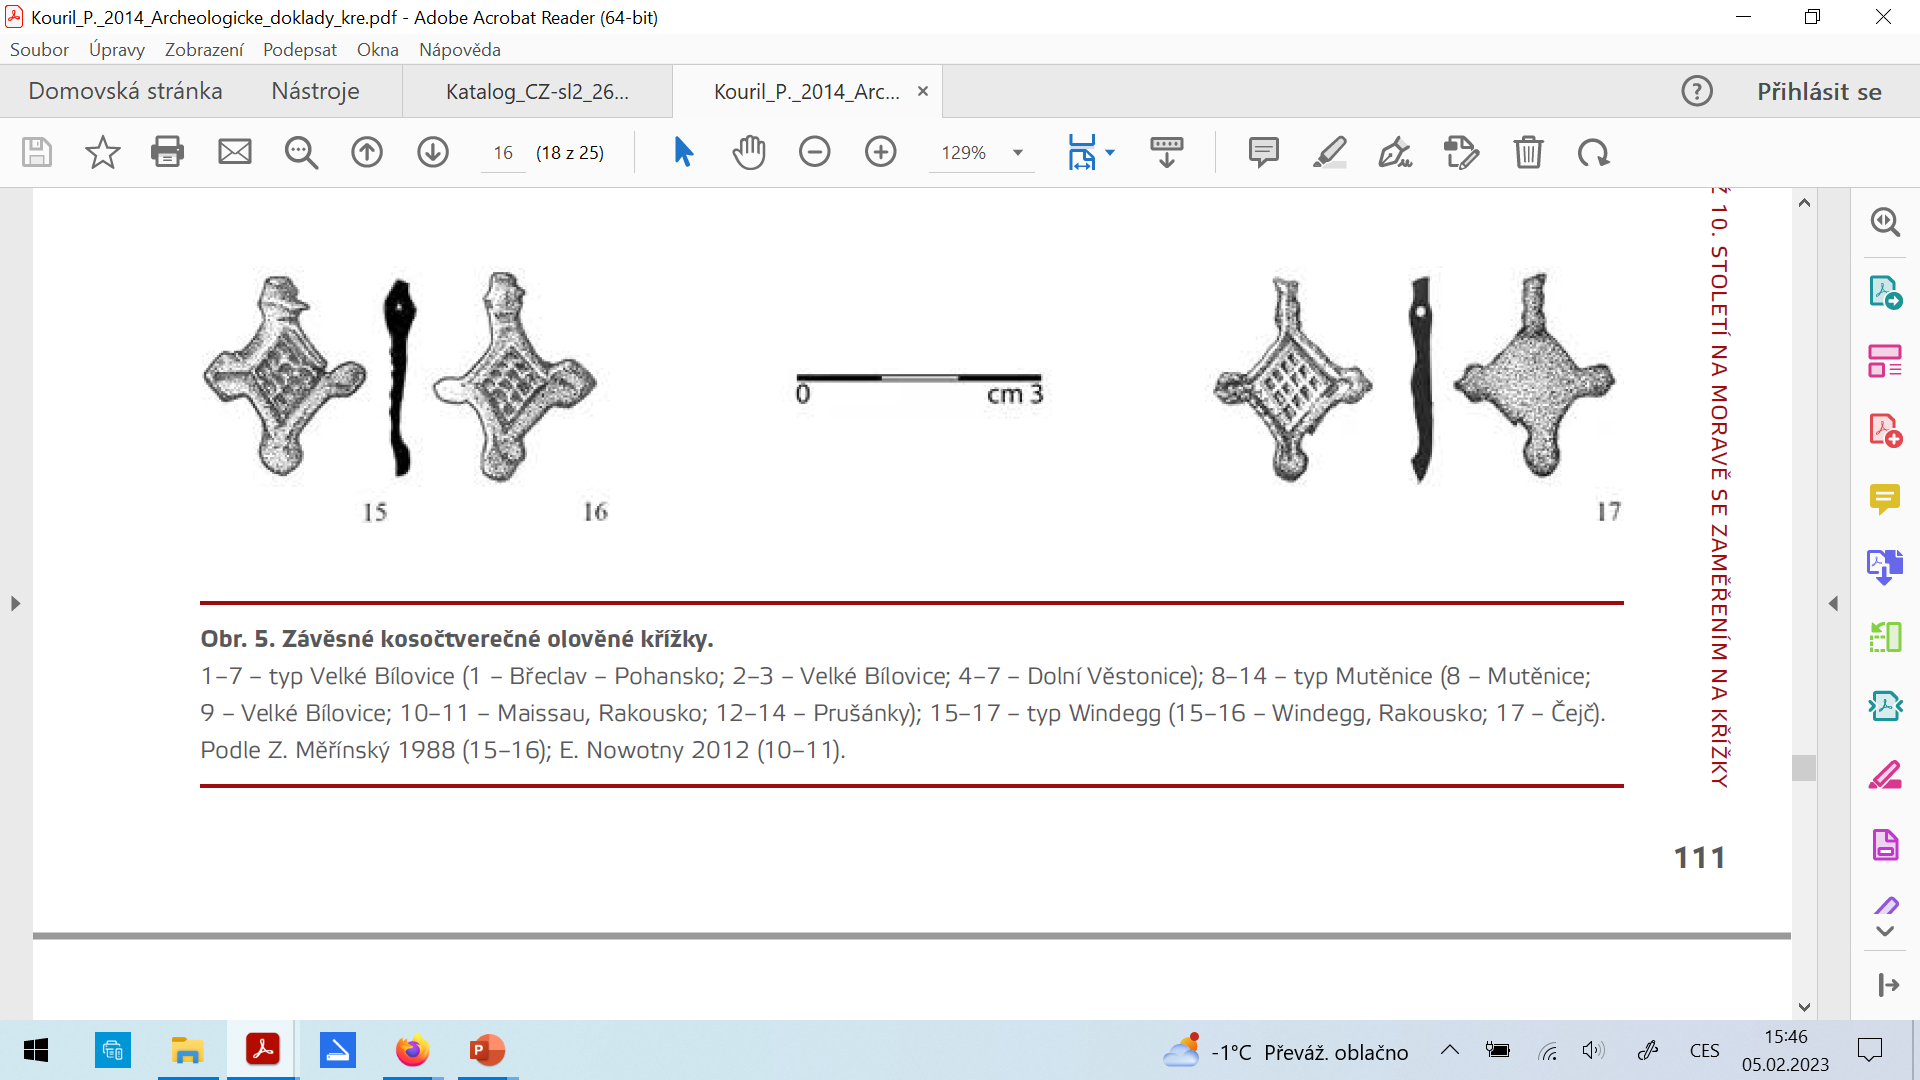 Kouril_P._2014_Archeologicke_doklady_kre.pdf - Adobe Acrobat Reader (64-bit)
Soubor Úpravy Zobrazení Podepsat Okna Nápověda
Domovská stránka Nástroje Katalog_CZ-sl2_26... Kouril_P._2014_Arc... × Přihlásit se
16 (18 z 25) 129%
10. STOLETÍ NA MORAVĚ SE ZAMĚŘENÍM NA KŘÍŽKY
0 cm 3
15 16 17
Obr. 5. Závěsné kosočtverečné olověné křížky.
1–7 – typ Velké Bílovice (1 – Břeclav – Pohansko; 2–3 – Velké Bílovice; 4–7 – Dolní Věstonice); 8–14 – typ Mutěnice (8 – Mutěnice;
9 – Velké Bílovice; 10–11 – Maissau, Rakousko; 12–14 – Prušánky); 15–17 – typ Windegg (15–16 – Windegg, Rakousko; 17 – Čejč).
Podle Z. Měřínský 1988 (15–16); E. Nowotny 2012 (10–11).
111
-1°C Převáž. oblačno CES 15:46
05.02.2023